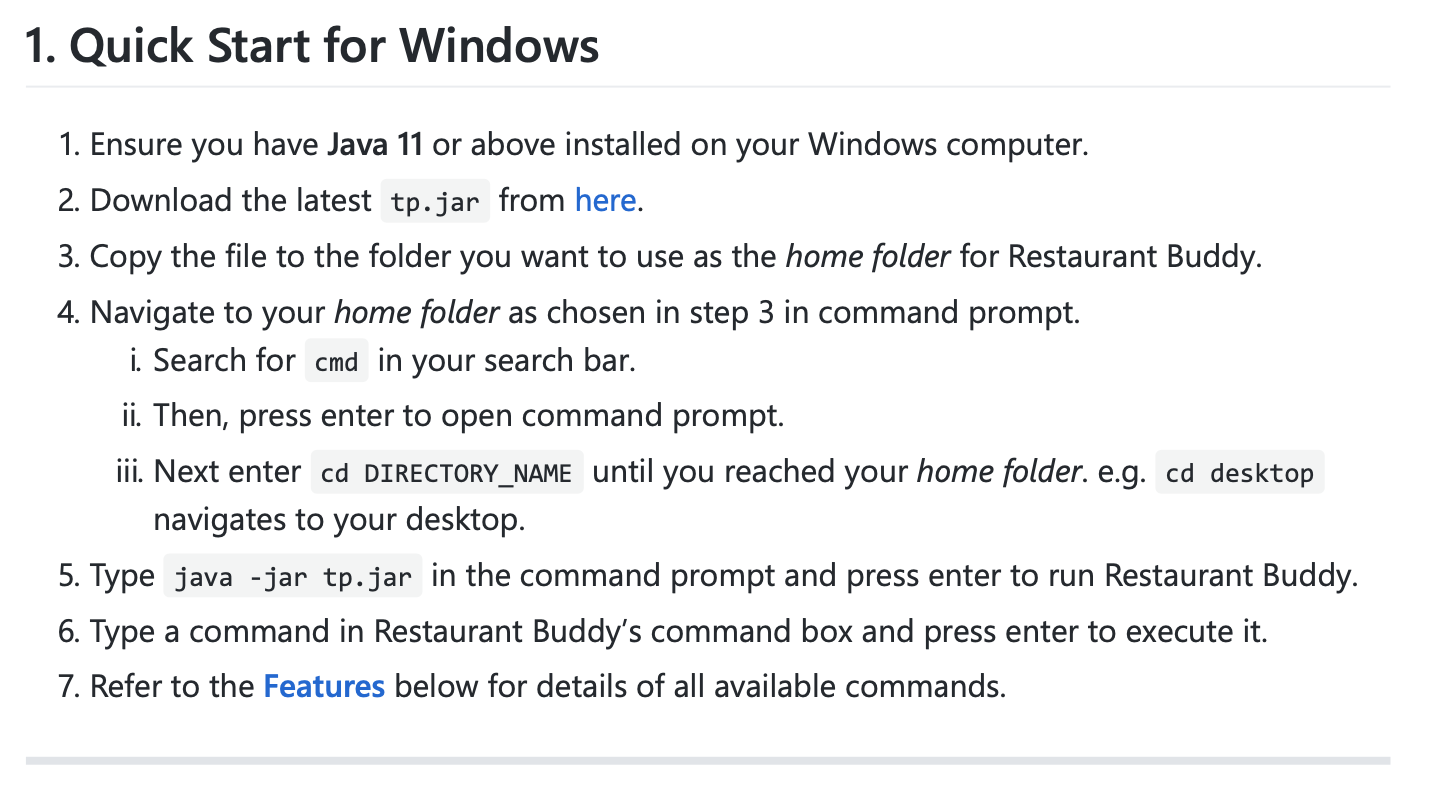 1. Quick Start for Windows
1. Ensure you have Java 11 or above installed on your Windows computer.
2. Download the latest tp.jar from here.
3. Copy the file to the folder you want to use as the home folder for Restaurant Buddy.
4. Navigate to your home folder as chosen in step 3 in command prompt.
i. Search for cmd in your search bar.
ii. Then, press enter to open command prompt.
iii. Next enter cd DIRECTORY_NAME until you reached your home folder. e.g. cd desktop
navigates to your desktop.
5. Type java -jar tp.jar in the command prompt and press enter to run Restaurant Buddy.
6. Type a command in Restaurant Buddy’s command box and press enter to execute it.
7. Refer to the Features below for details of all available commands.